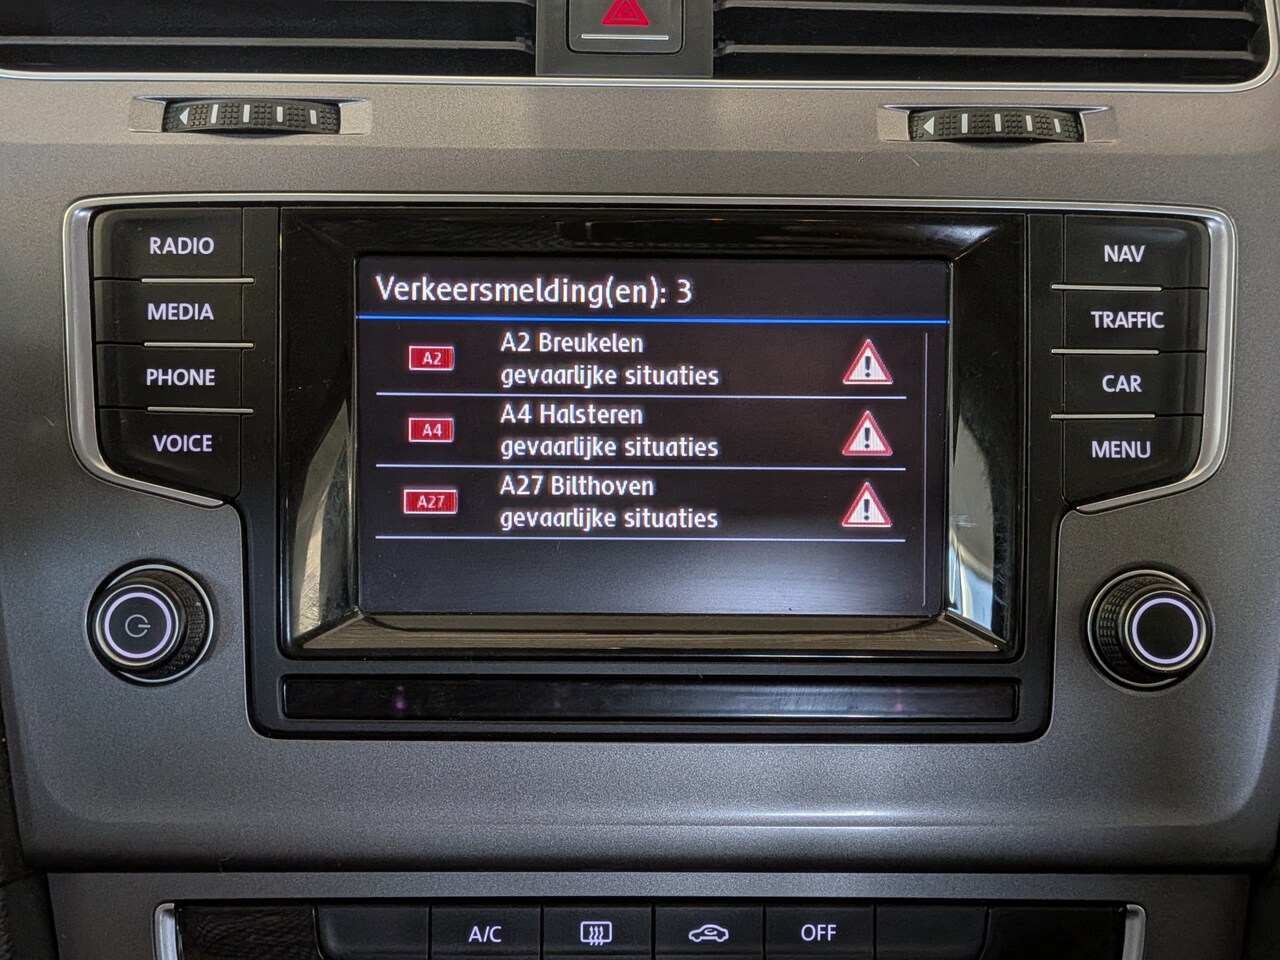 RADIO
MEDIA
PHONE
VOICE
Verkeersmelding(en): 3
A2
A2 Breukelen
gevaarlijke situaties
A4
A4 Halsteren
gevaarlijke situaties
A27
A27 Bilthoven
gevaarlijke situaties
NAV
TRAFFIC
CAR
MENU
A/C
OFF